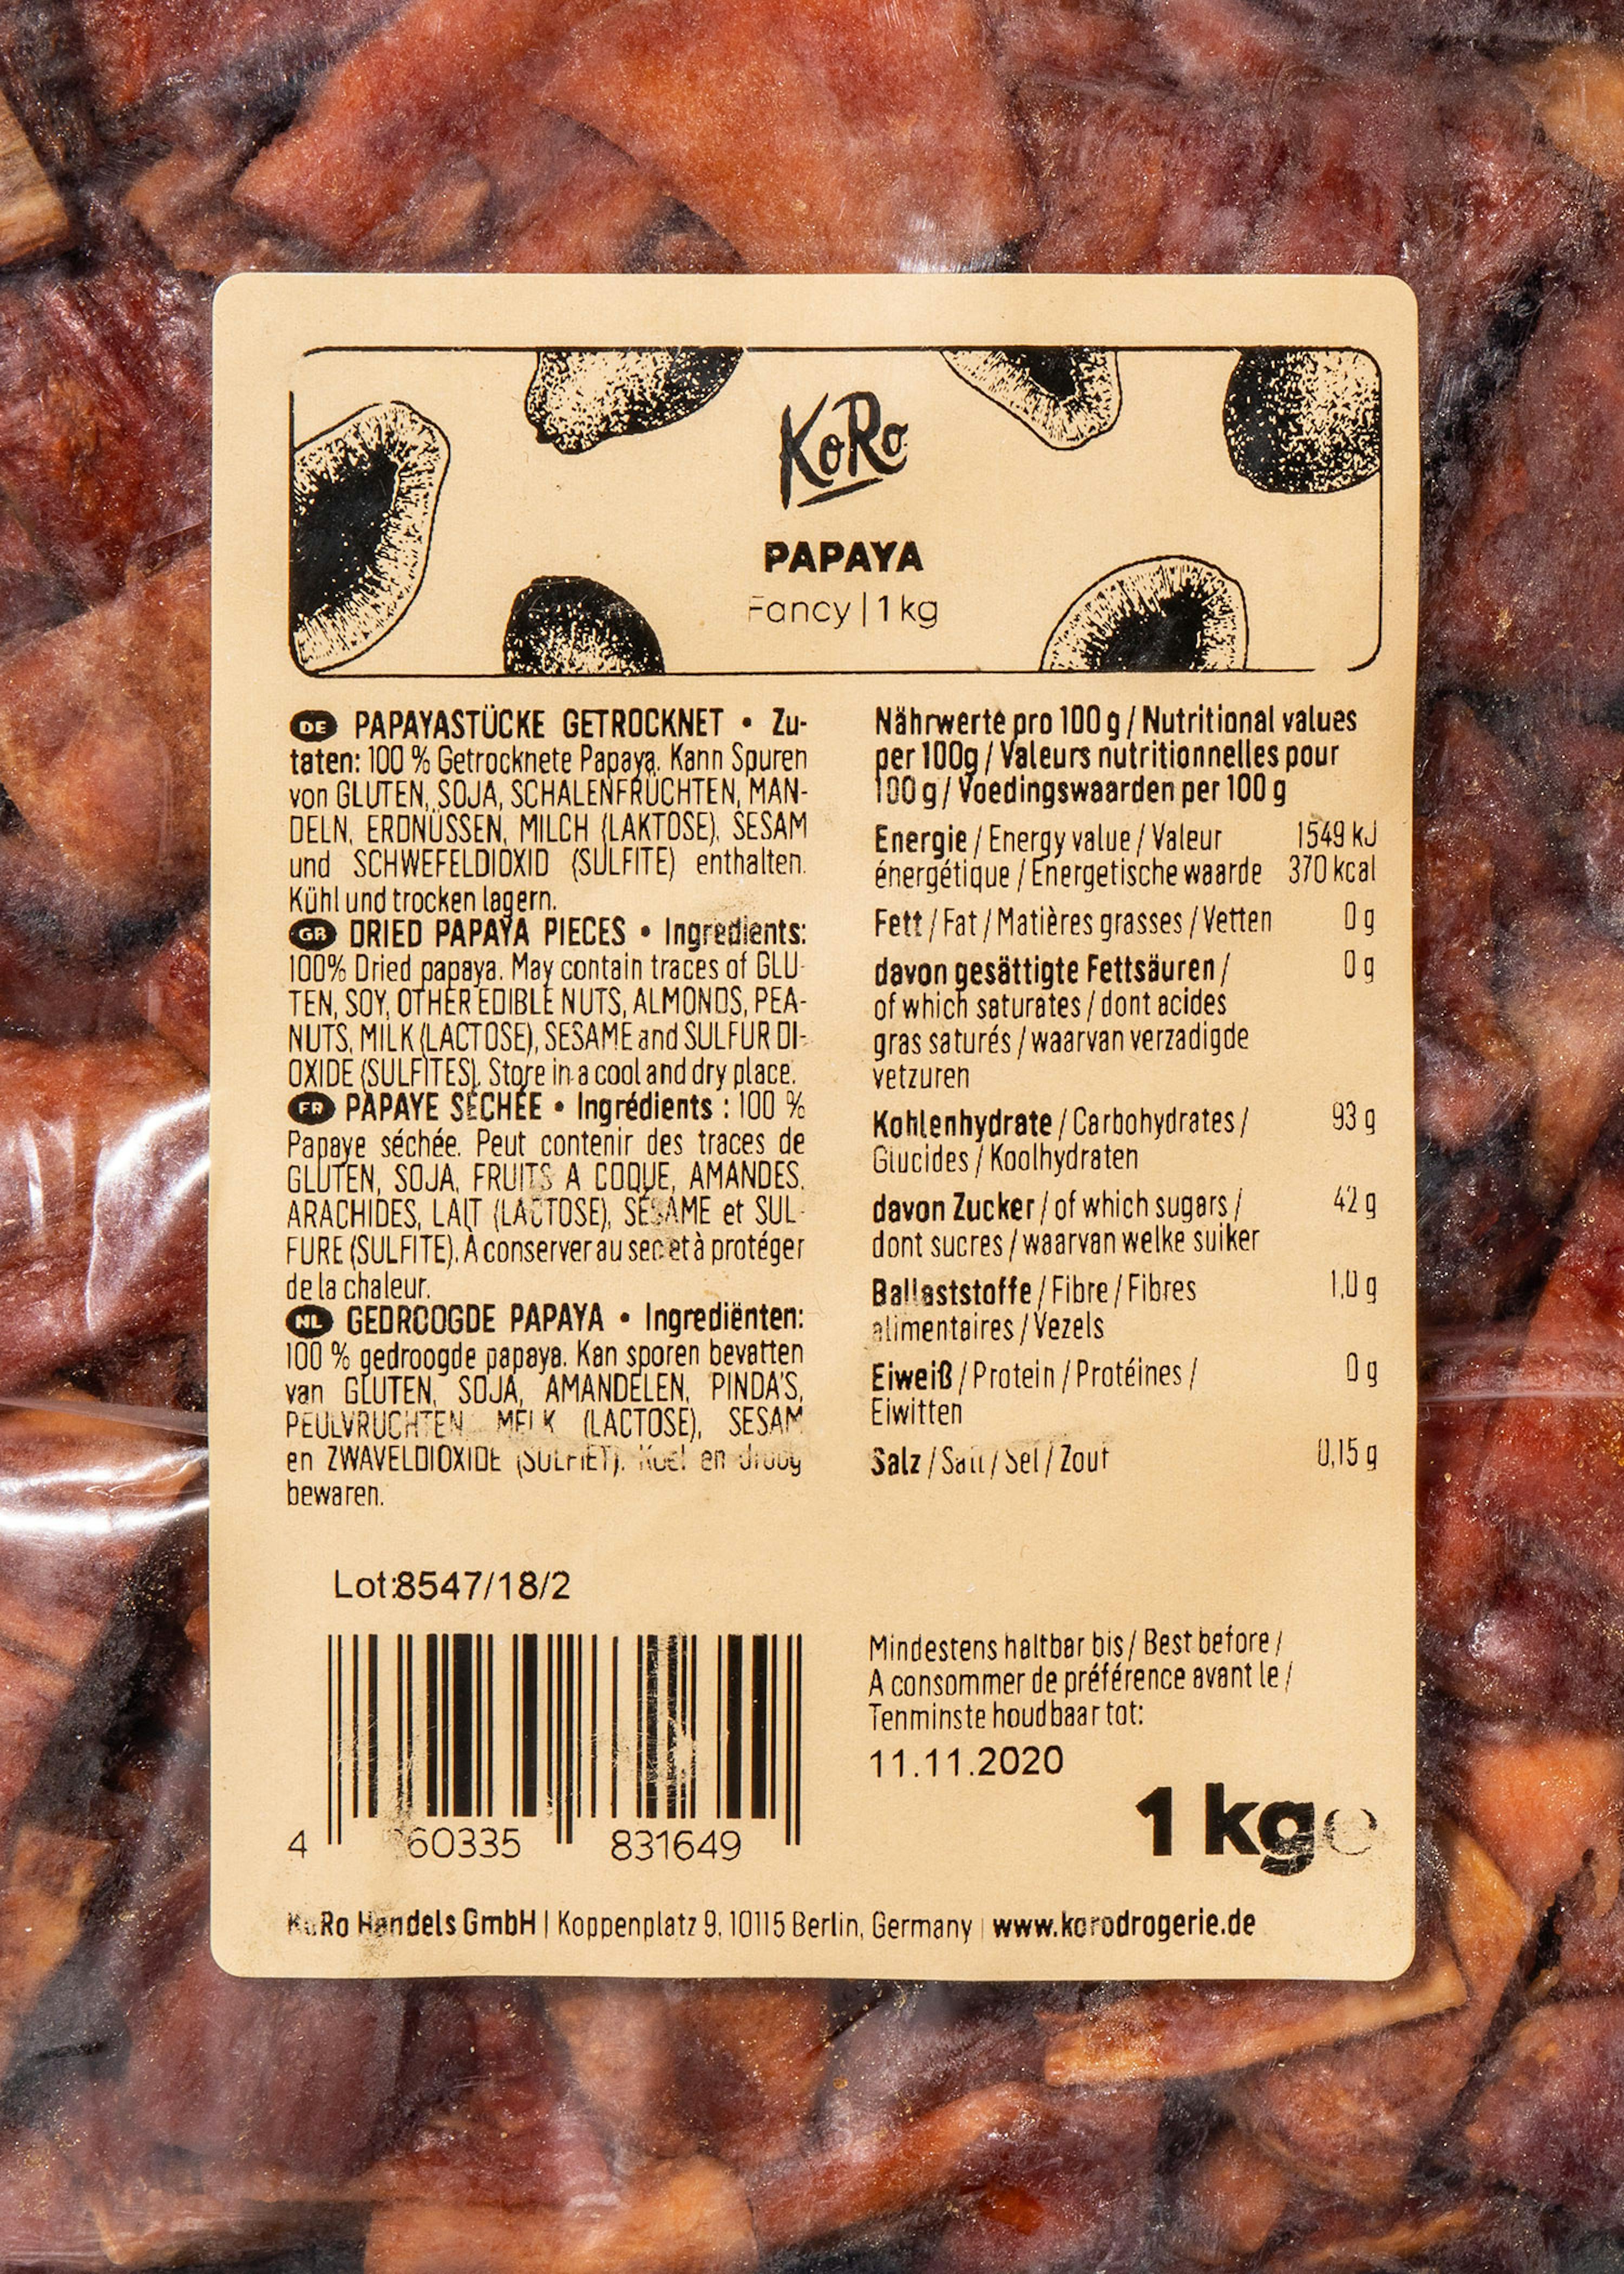 KoRo
PAPAYA
Fancy | 1 kg
DE PAPAYASTÜCKE GETROCKNET • Zu-
taten: 100 % Getrocknete Papaya. Kann Spuren
von GLUTEN, SOJA, SCHALENFRÜCHTEN, MAN-
DELN, ERDNÜSSEN, MILCH (LAKTOSE), SESAM
und SCHWEFELDIOXID (SULFITE) enthalten.
Kühl und trocken lagern.
GB DRIED PAPAYA PIECES • Ingredients:
100% Dried papaya. May contain traces of GLU-
TEN, SOY, OTHER EDIBLE NUTS, ALMONDS, PEA-
NUTS, MILK (LACTOSE), SESAME and SULFUR DI-
OXIDE (SULFITES). Store in a cool and dry place.
FR PAPAYE SÉCHÉE • Ingrédients : 100 %
Papaye séchée. Peut contenir des traces de
GLUTEN, SOJA, FRUITS A COQUE, AMANDES,
ARACHIDES, LAIT (LACTOSE), SÉSAME et SUL-
FURE (SULFITE). À conserver au sec et à protéger
de la chaleur.
NL GEDROOGDE PAPAYA • Ingrediënten:
100 % gedroogde papaya. Kan sporen bevatten
van GLUTEN, SOJA, AMANDELEN, PINDA'S,
PEULVRUCHTEN, MELK (LACTOSE), SESAM
en ZWAVELDIOXIDE (SULFIET). Koel en droog
bewaren.
Nährwerte pro 100 g / Nutritional values
per 100g / Valeurs nutritionnelles pour
100 g / Voedingswaarden per 100 g
Energie / Energy value / Valeur 1549 kJ
énergétique / Energetische waarde 370 kcal
Fett / Fat / Matières grasses / Vetten 0 g
davon gesättigte Fettsäuren / 0 g
of which saturates / dont acides
gras saturés / waarvan verzadigde
vetzuren
Kohlenhydrate / Carbohydrates / 93 g
Glucides / Koolhydraten
davon Zucker / of which sugars / 42 g
dont sucres / waarvan welke suiker
Ballaststoffe / Fibre / Fibres 1,0 g
alimentaires / Vezels
Eiweiß / Protein / Protéines / 0 g
Eiwitten
Salz / Salt / Sel / Zout 0,15 g
Lot:8547/18/2
4 260335 831649
Mindestens haltbar bis / Best before /
A consommer de préférence avant le /
Tenminste houdbaar tot:
11.11.2020
1 kg e
KoRo Handels GmbH | Koppenplatz 9, 10115 Berlin, Germany | www.korodrogerie.de